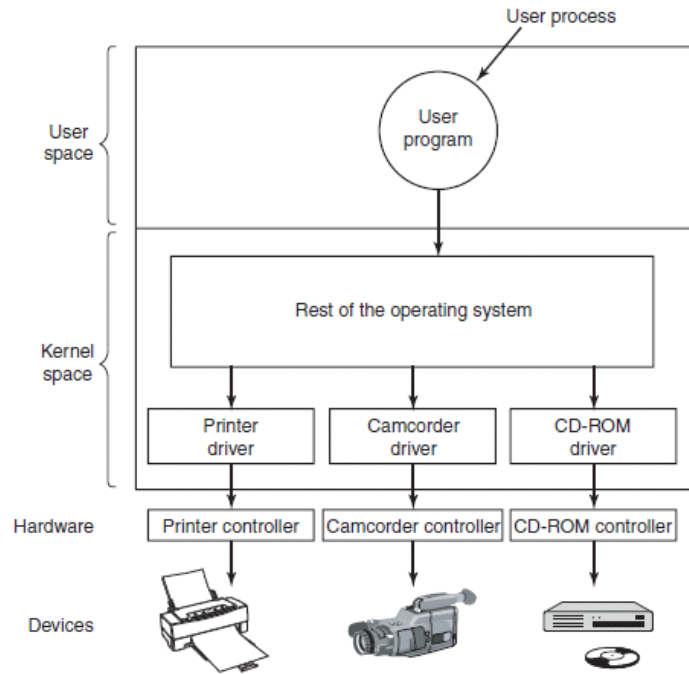 User process
User
program
User
space
Rest of the operating system
Kernel
space
Printer
driver
Camcorder
driver
CD-ROM
driver
Hardware
Printer controller
Camcorder controller
CD-ROM controller
Devices